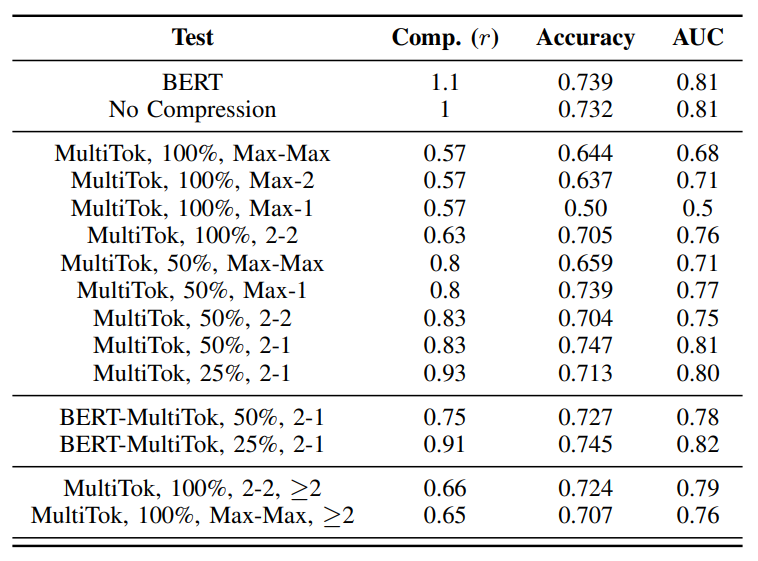 Test Comp. (r) Accuracy AUC
BERT 1.1 0.739 0.81
No Compression 1 0.732 0.81
MultiTok, 100%, Max-Max 0.57 0.644 0.68
MultiTok, 100%, Max-2 0.57 0.637 0.71
MultiTok, 100%, Max-1 0.57 0.50 0.5
MultiTok, 100%, 2-2 0.63 0.705 0.76
MultiTok, 50%, Max-Max 0.8 0.659 0.71
MultiTok, 50%, Max-1 0.8 0.739 0.77
MultiTok, 50%, 2-2 0.83 0.704 0.75
MultiTok, 50%, 2-1 0.83 0.747 0.81
MultiTok, 25%, 2-1 0.93 0.713 0.80
BERT-MultiTok, 50%, 2-1 0.75 0.727 0.78
BERT-MultiTok, 25%, 2-1 0.91 0.745 0.82
MultiTok, 100%, 2-2, ≥2 0.66 0.724 0.79
MultiTok, 100%, Max-Max, ≥2 0.65 0.707 0.76